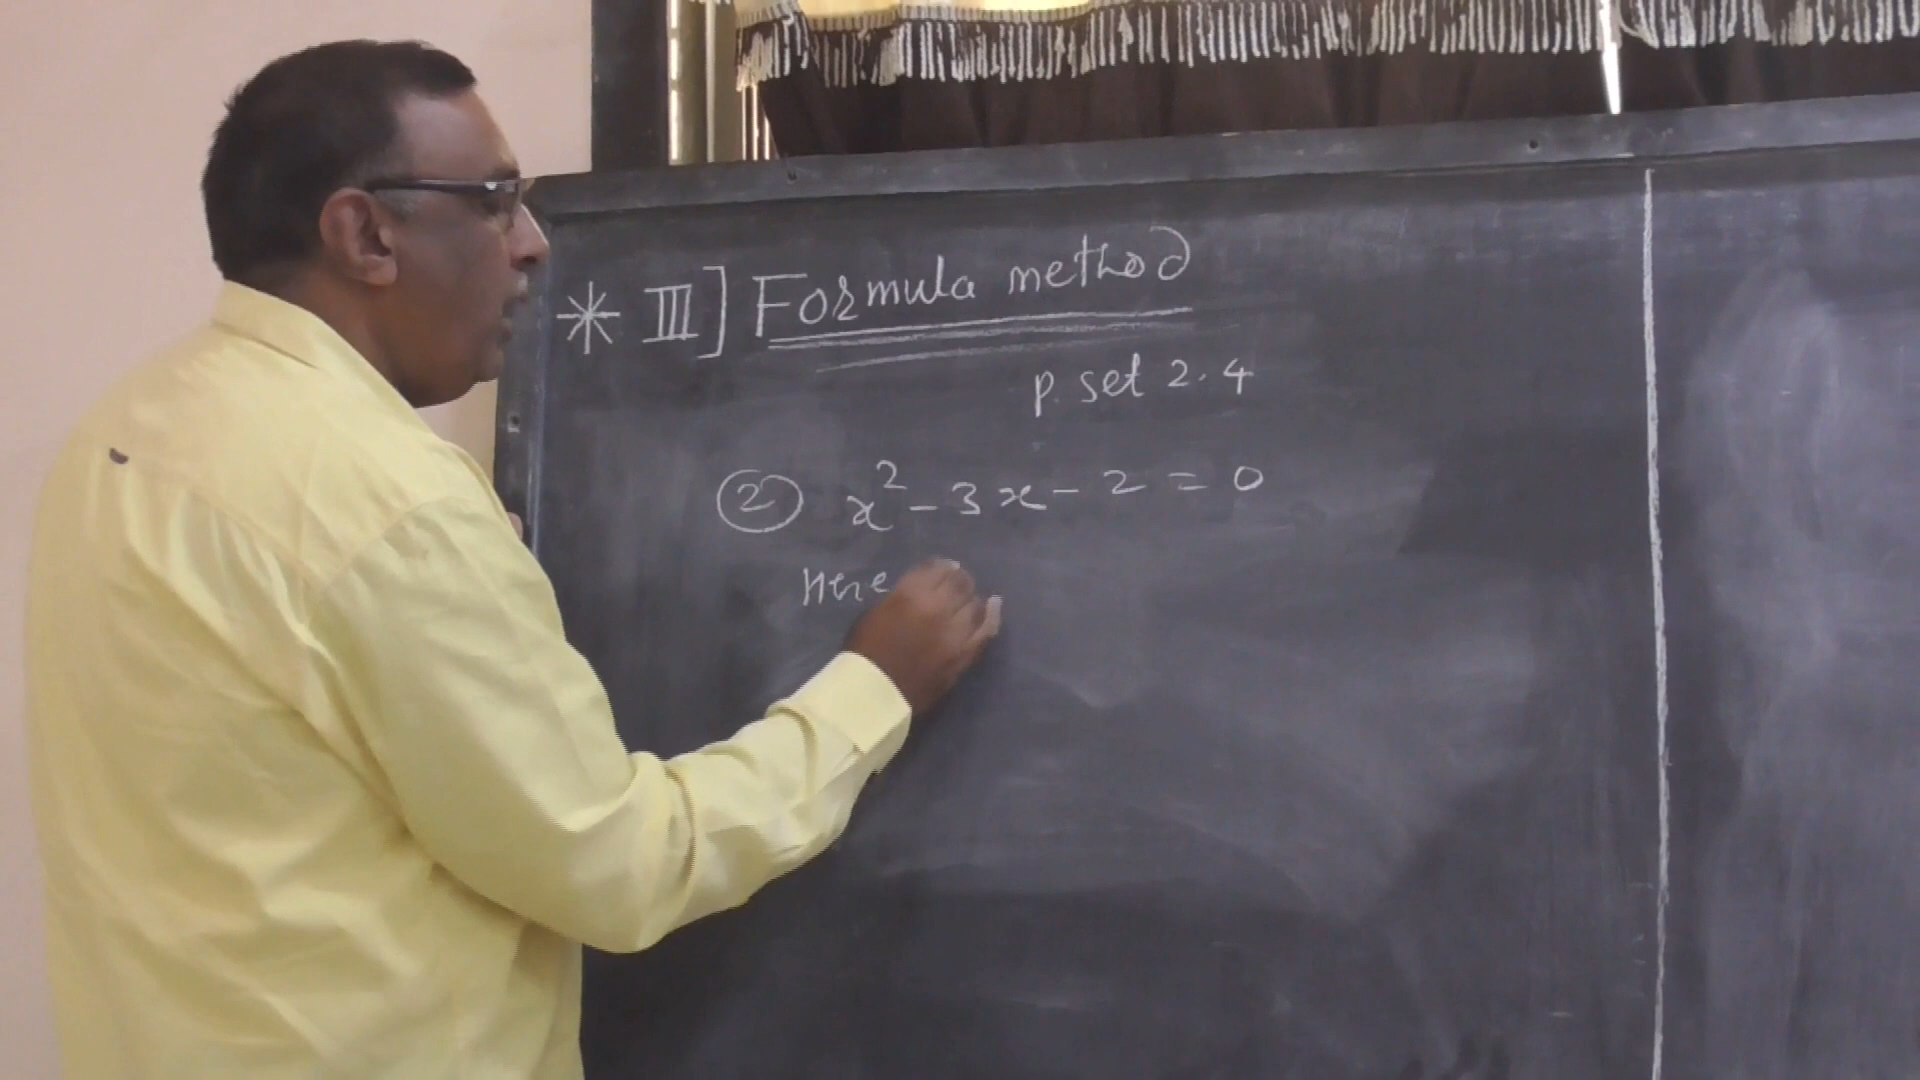 * III] Formula method
p. set 2.4
② x² - 3x - 2 = 0
Here